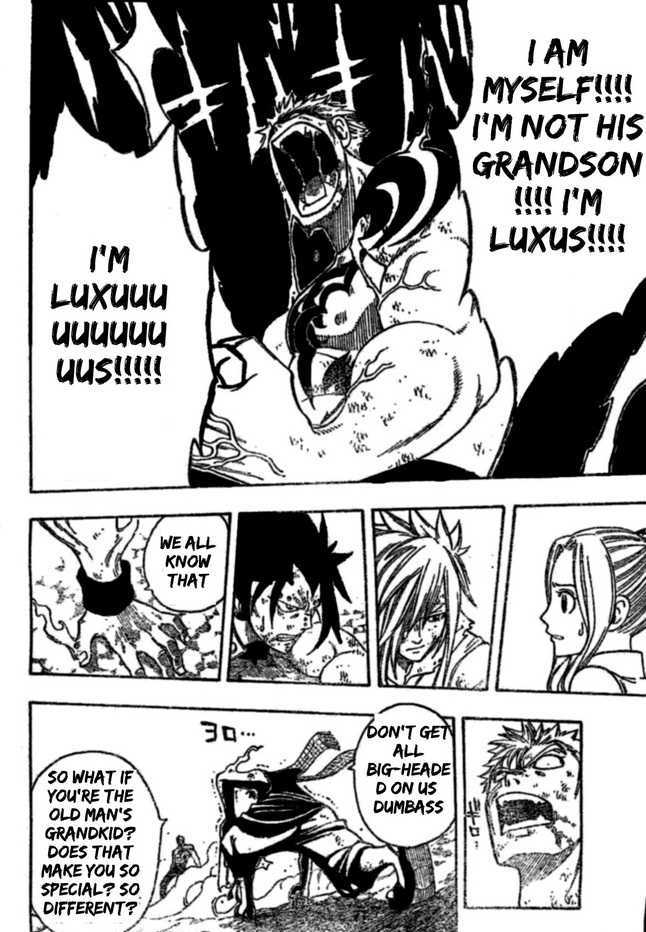 I AM
MYSELF!!!!
I'M NOT HIS
GRANDSON
!!!! I'M
LUXUS!!!!
I'M
LUXUUU
UUUUUU
UUS!!!!!
WE ALL
KNOW
THAT
DON'T GET
ALL
BIG-HEADE
D ON US
DUMBASS
ヨロ…
SO WHAT IF
YOU'RE THE
OLD MAN'S
GRANDKID?
DOES THAT
MAKE YOU SO
SPECIAL? SO
DIFFERENT?